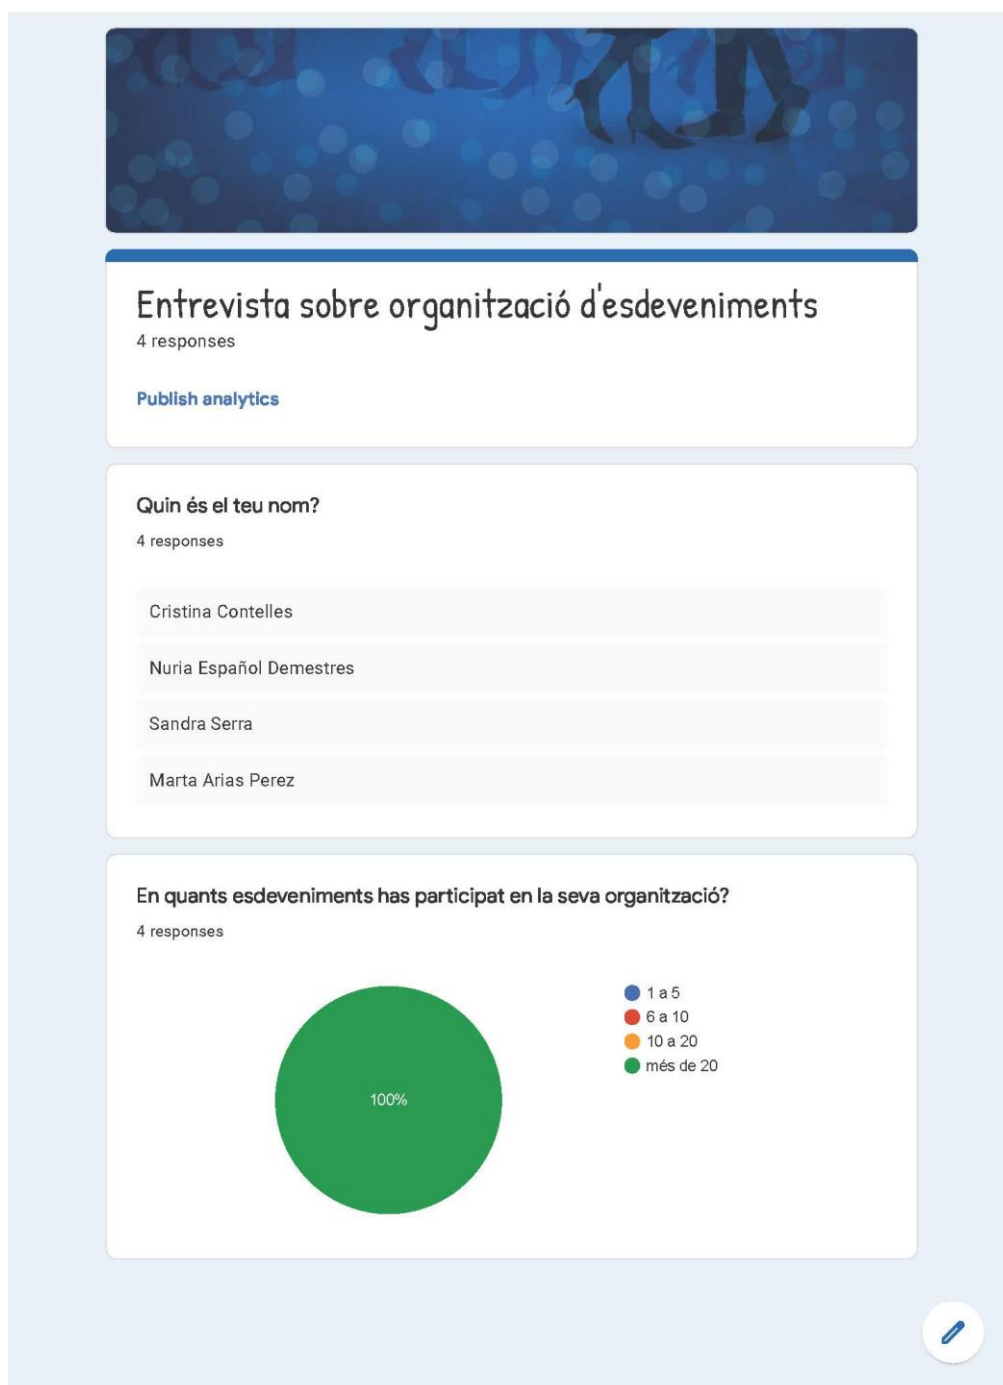 Entrevista sobre organització d'esdeveniments
4 responses
Publish analytics
Quin és el teu nom?
4 responses
Cristina Contelles
Nuria Español Demestres
Sandra Serra
Marta Arias Perez
En quants esdeveniments has participat en la seva organització?
4 responses
100%
1 a 5
6 a 10
10 a 20
més de 20